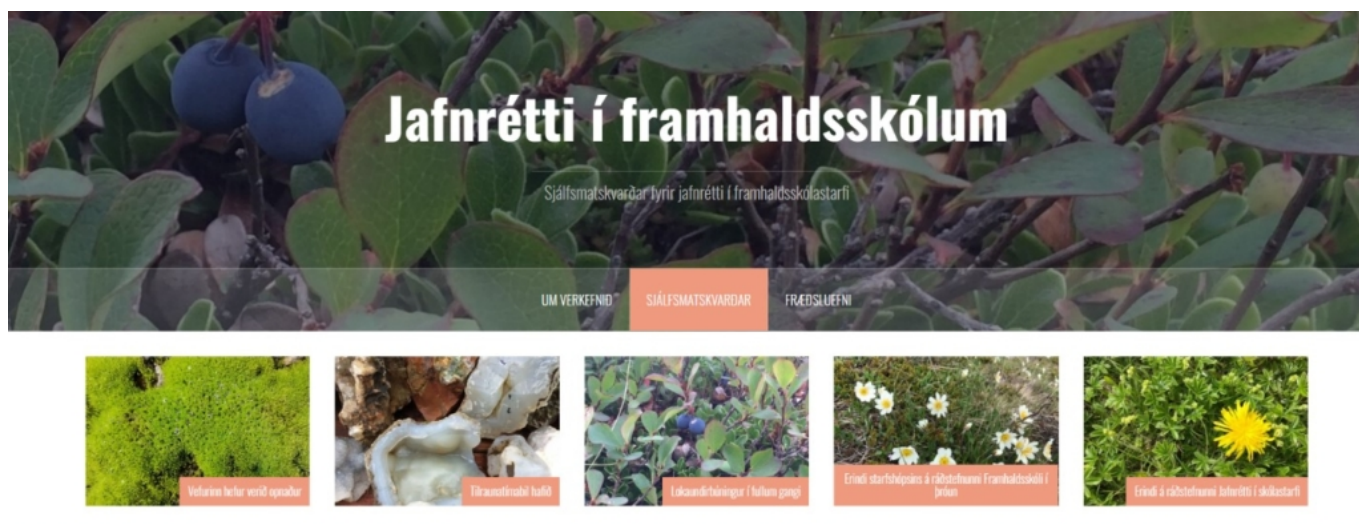 Jafnrétti í framhaldsskólum
Sjálfsmatskvarðar fyrir jafnrétti í framhaldsskólastarfi
UM VERKEFNIÐ SJÁLFSMATSKVARÐAR FRÆÐSLUEFNI
Vefurinn hefur verið opnaður
Tilraunatímabil hafið
Lokaundirbúningur í fullum gangi
Erindi starfshópsins á ráðstefnunni Framhaldsskóli í
þróun
Erindi á ráðstefnunni Jafnrétti í skólastarfi